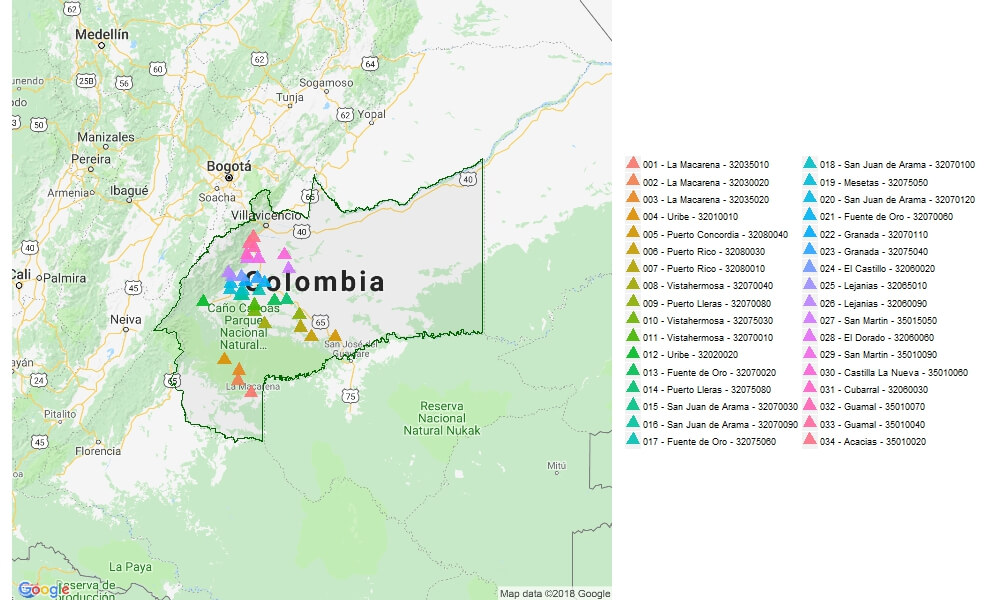 62
Medellín
62
64
60
25B
56
Sogamoso
Tunja
62
Yopal
50
Manizales
Pereira
Bogotá
Armenia
Ibagué
Soacha
40
65
Villavicencio
40
40
Cali
Palmira
45
Colombia
Caño Canoas
Parque
Nacional
Natural...
Neiva
65
San José del
Guaviare
24
65
La Macarena
75
Pitalito
Reserva
Natural
Nacional Nukak
45
Florencia
Mitú
La Paya
Reserva de
Producción
Google
Map data ©2018 Google
001 - La Macarena - 32035010
002 - La Macarena - 32030020
003 - La Macarena - 32035020
004 - Uribe - 32010010
005 - Puerto Concordia - 32080040
006 - Puerto Rico - 32080030
007 - Puerto Rico - 32080010
008 - Vistahermosa - 32070040
009 - Puerto Lleras - 32070080
010 - Vistahermosa - 32075030
011 - Vistahermosa - 32070010
012 - Uribe - 32020020
013 - Fuente de Oro - 32070020
014 - Puerto Lleras - 32075080
015 - San Juan de Arama - 32070030
016 - San Juan de Arama - 32070090
017 - Fuente de Oro - 32075060
018 - San Juan de Arama - 32070100
019 - Mesetas - 32075050
020 - San Juan de Arama - 32070120
021 - Fuente de Oro - 32070060
022 - Granada - 32070110
023 - Granada - 32075040
024 - El Castillo - 32060020
025 - Lejanias - 32065010
026 - Lejanias - 32060090
027 - San Martin - 35015050
028 - El Dorado - 32060060
029 - San Martin - 35010090
030 - Castilla La Nueva - 35010060
031 - Cubarral - 32060030
032 - Guamal - 35010070
033 - Guamal - 35010040
034 - Acacias - 35010020